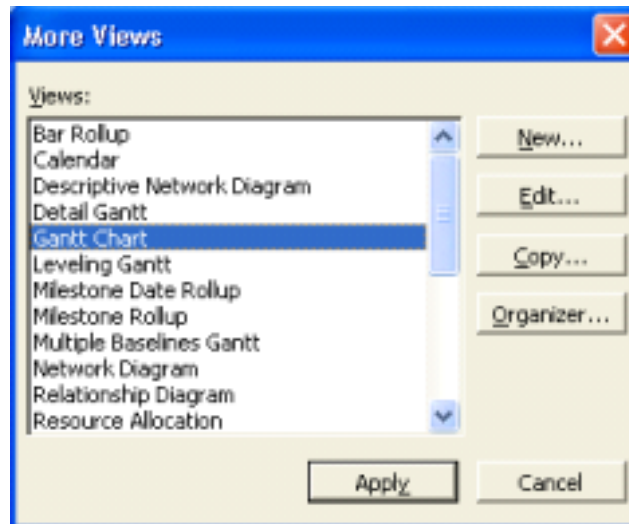 More Views
Views:
Bar Rollup
Calendar
Descriptive Network Diagram
Detail Gantt
Gantt Chart
Leveling Gantt
Milestone Date Rollup
Milestone Rollup
Multiple Baselines Gantt
Network Diagram
Relationship Diagram
Resource Allocation
New...
Edit...
Copy...
Organizer...
Apply
Cancel